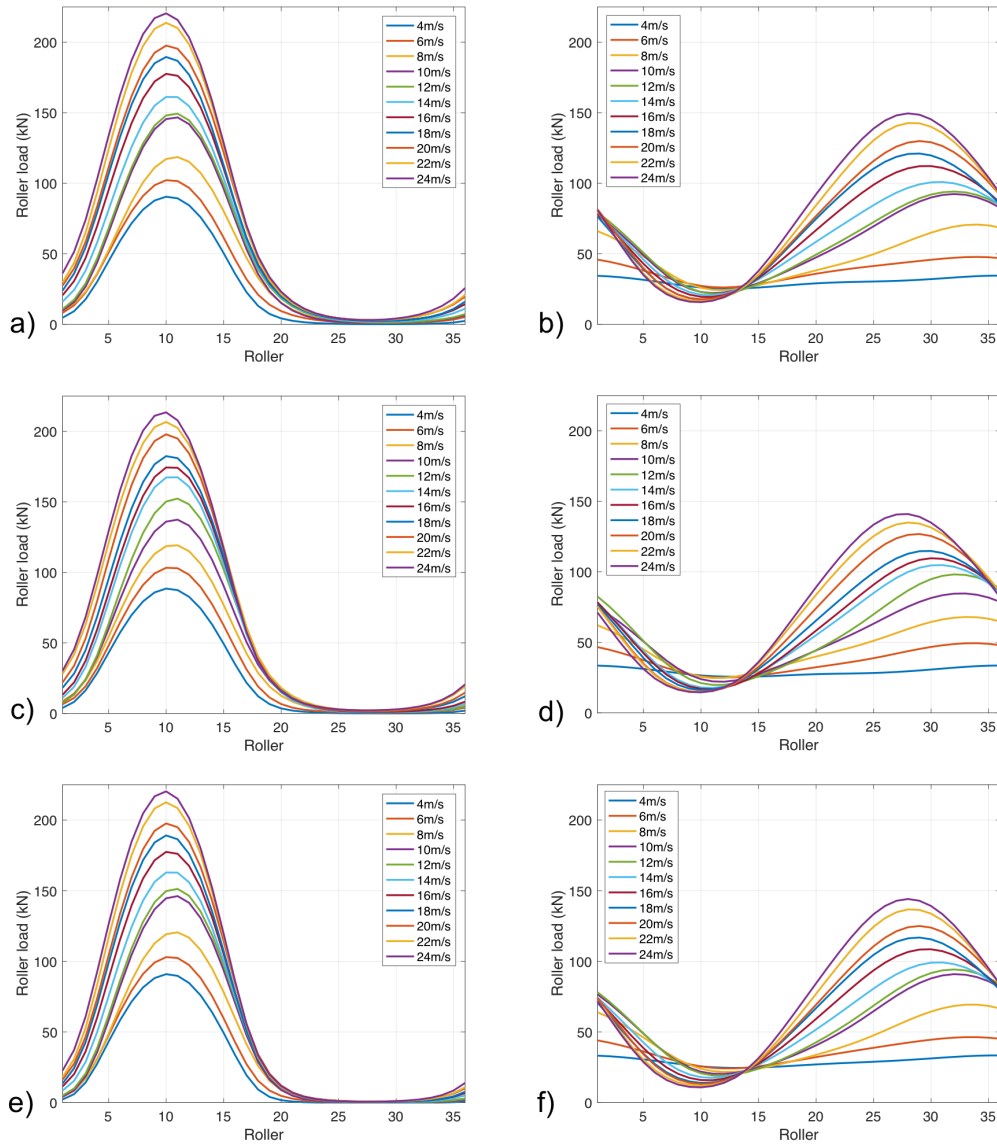 a)
Roller load (kN)
200
150
100
50
0
5 10 15 20 25 30 35
Roller
4m/s
6m/s
8m/s
10m/s
12m/s
14m/s
16m/s
18m/s
20m/s
22m/s
24m/s
b)
Roller load (kN)
200
150
100
50
0
5 10 15 20 25 30 35
Roller
4m/s
6m/s
8m/s
10m/s
12m/s
14m/s
16m/s
18m/s
20m/s
22m/s
24m/s
c)
Roller load (kN)
200
150
100
50
0
5 10 15 20 25 30 35
Roller
4m/s
6m/s
8m/s
10m/s
12m/s
14m/s
16m/s
18m/s
20m/s
22m/s
24m/s
d)
Roller load (kN)
200
150
100
50
0
5 10 15 20 25 30 35
Roller
4m/s
6m/s
8m/s
10m/s
12m/s
14m/s
16m/s
18m/s
20m/s
22m/s
24m/s
e)
Roller load (kN)
200
150
100
50
0
5 10 15 20 25 30 35
Roller
4m/s
6m/s
8m/s
10m/s
12m/s
14m/s
16m/s
18m/s
20m/s
22m/s
24m/s
f)
Roller load (kN)
200
150
100
50
0
5 10 15 20 25 30 35
Roller
4m/s
6m/s
8m/s
10m/s
12m/s
14m/s
16m/s
18m/s
20m/s
22m/s
24m/s